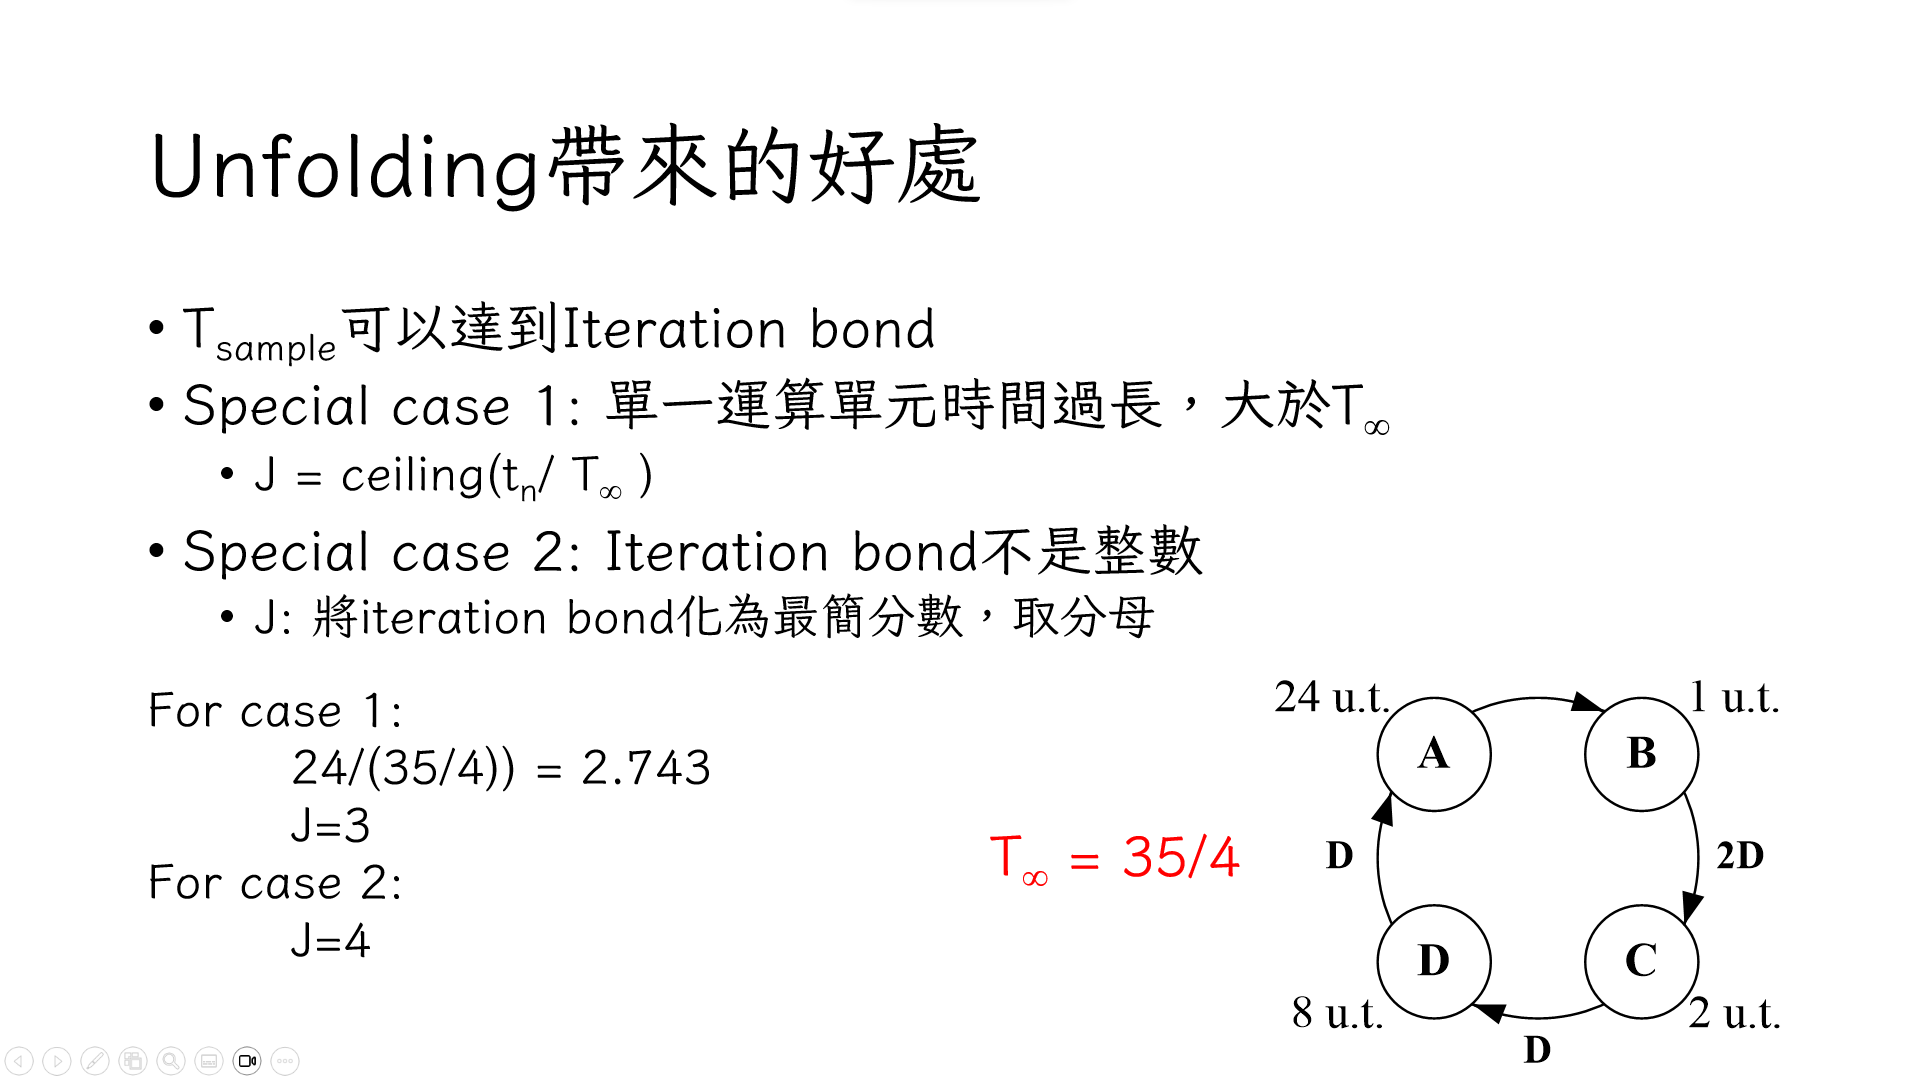 Unfolding帶來的好處
• Tsample可以達到Iteration bond
• Special case 1: 單一運算單元時間過長，大於T∞
• J = ceiling(tn/ T∞ )
• Special case 2: Iteration bond不是整數
• J: 將iteration bond化為最簡分數，取分母
For case 1:
24/(35/4)) = 2.743
J=3
For case 2:
J=4
T∞ = 35/4
24 u.t.
A
B
1 u.t.
D
2D
D
C
8 u.t.
2 u.t.
D